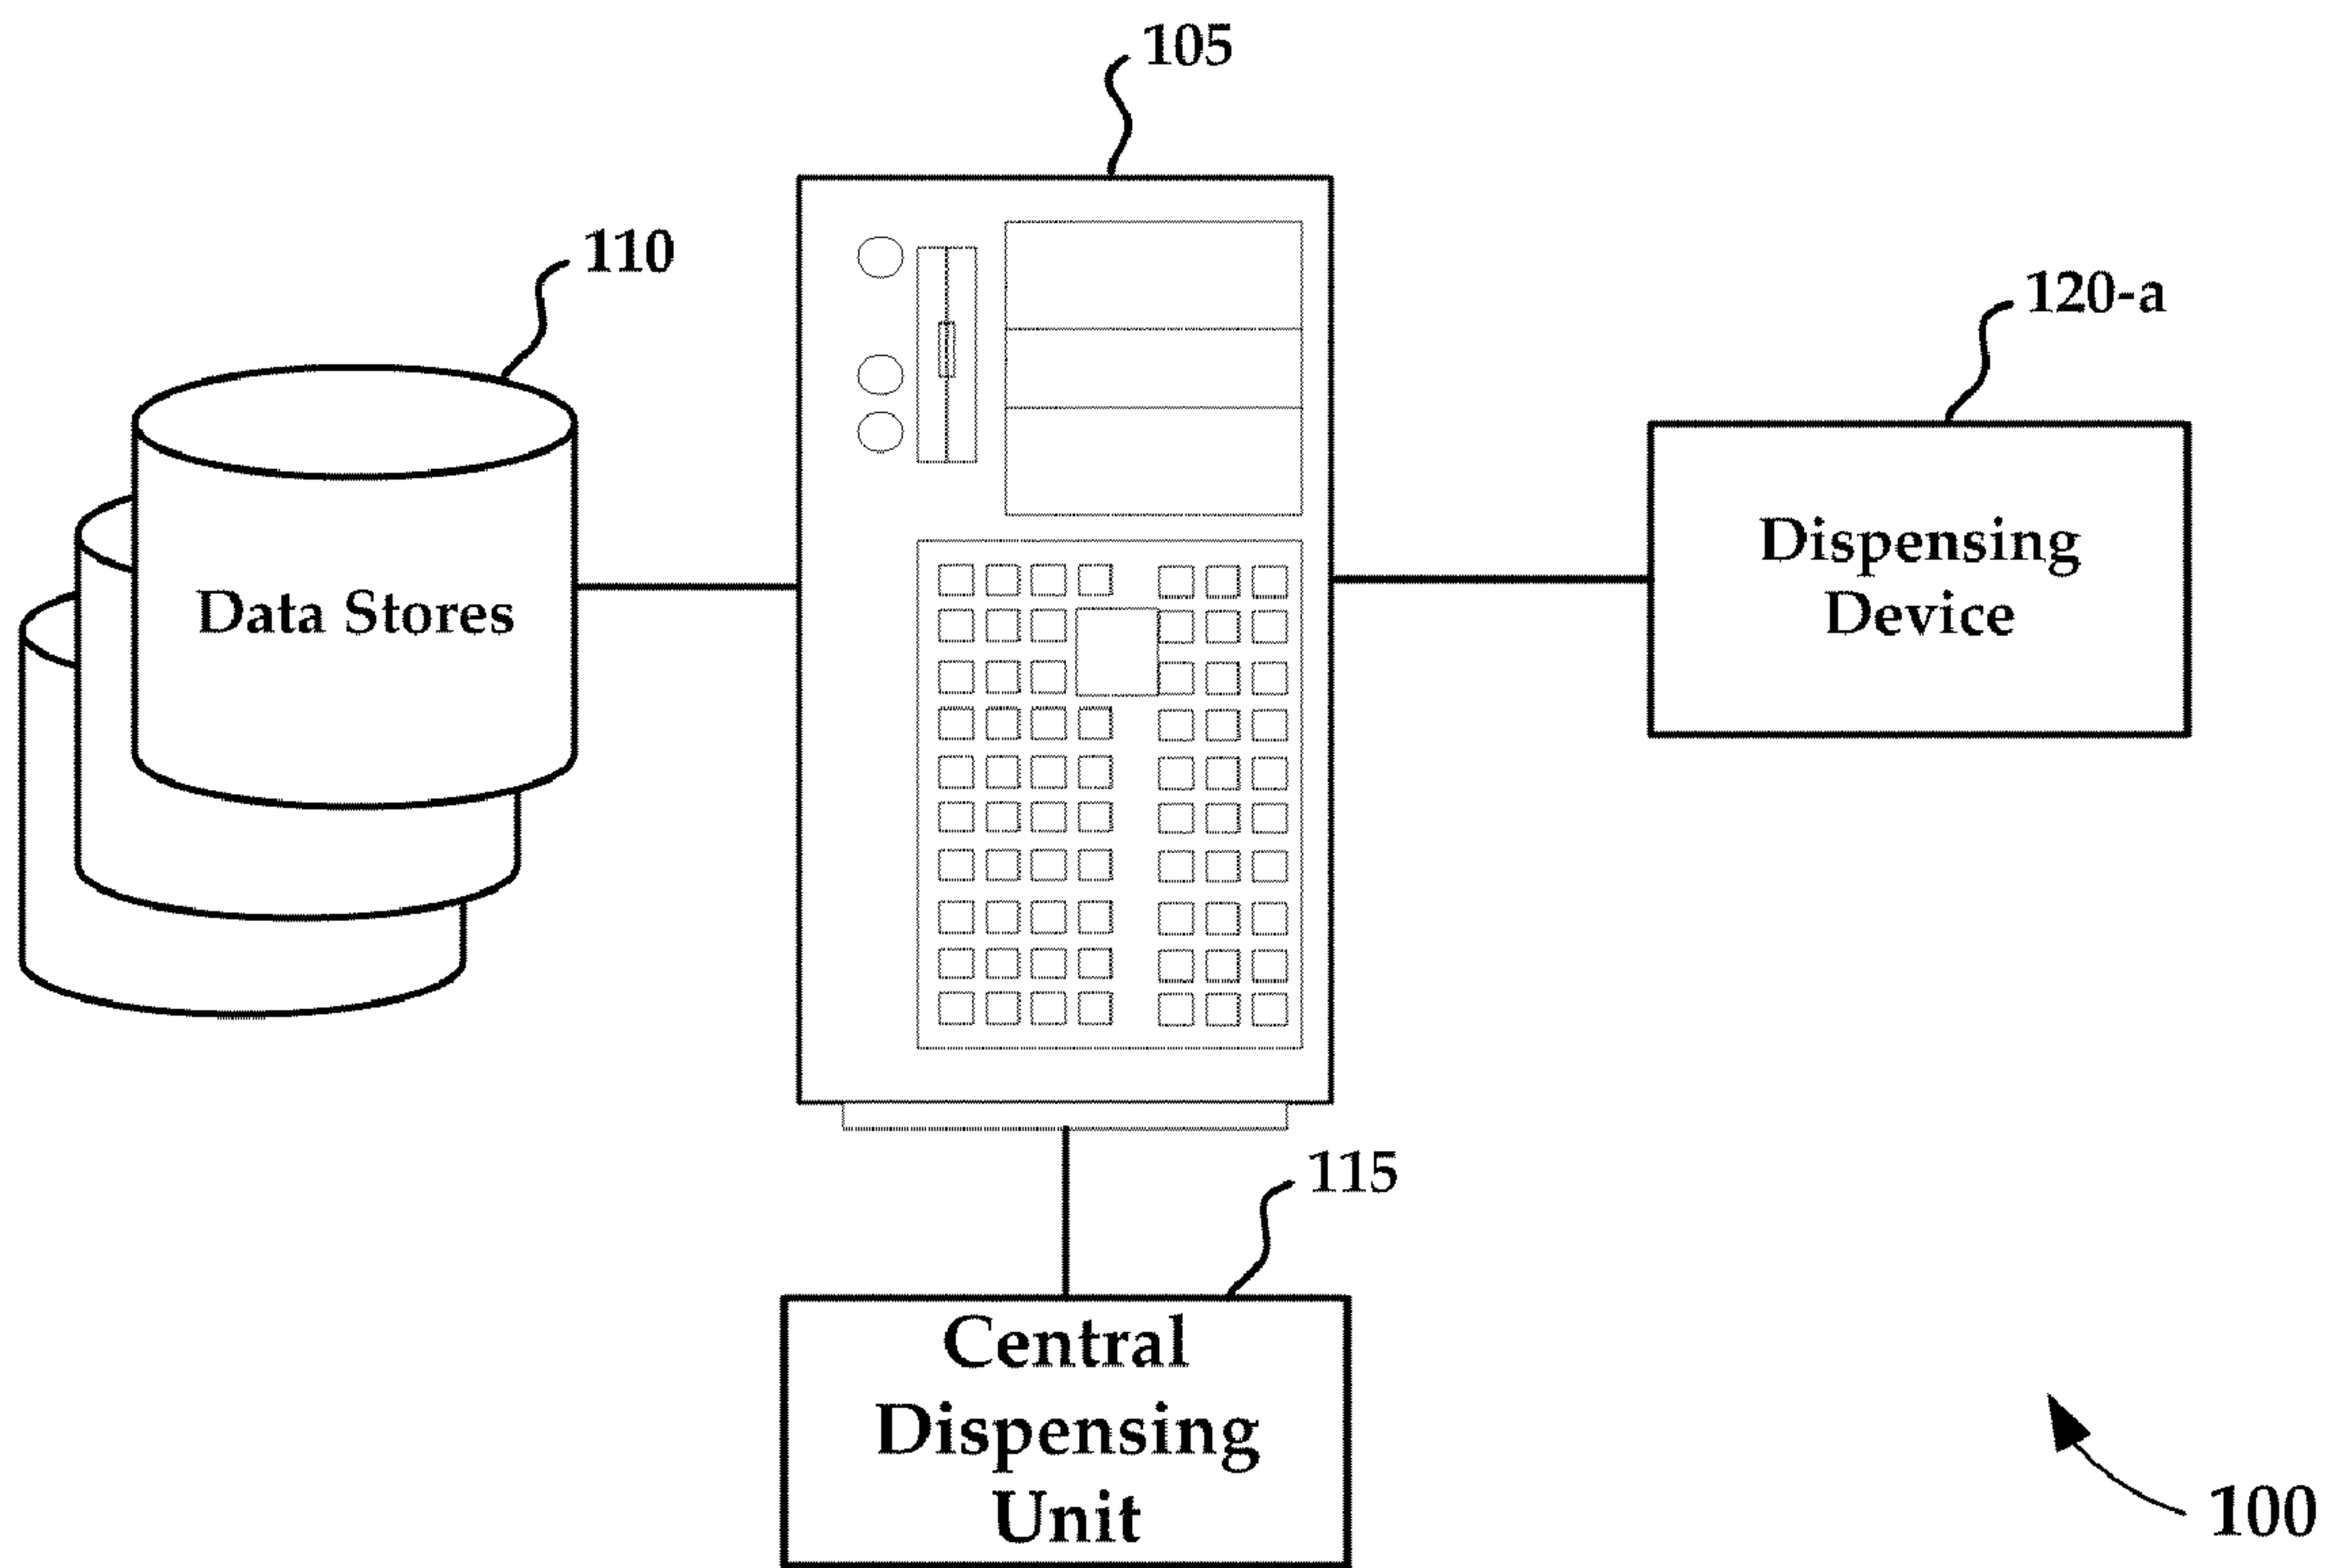 105
110
120-a
Data Stores
Dispensing
Device
115
Central
Dispensing
Unit
100